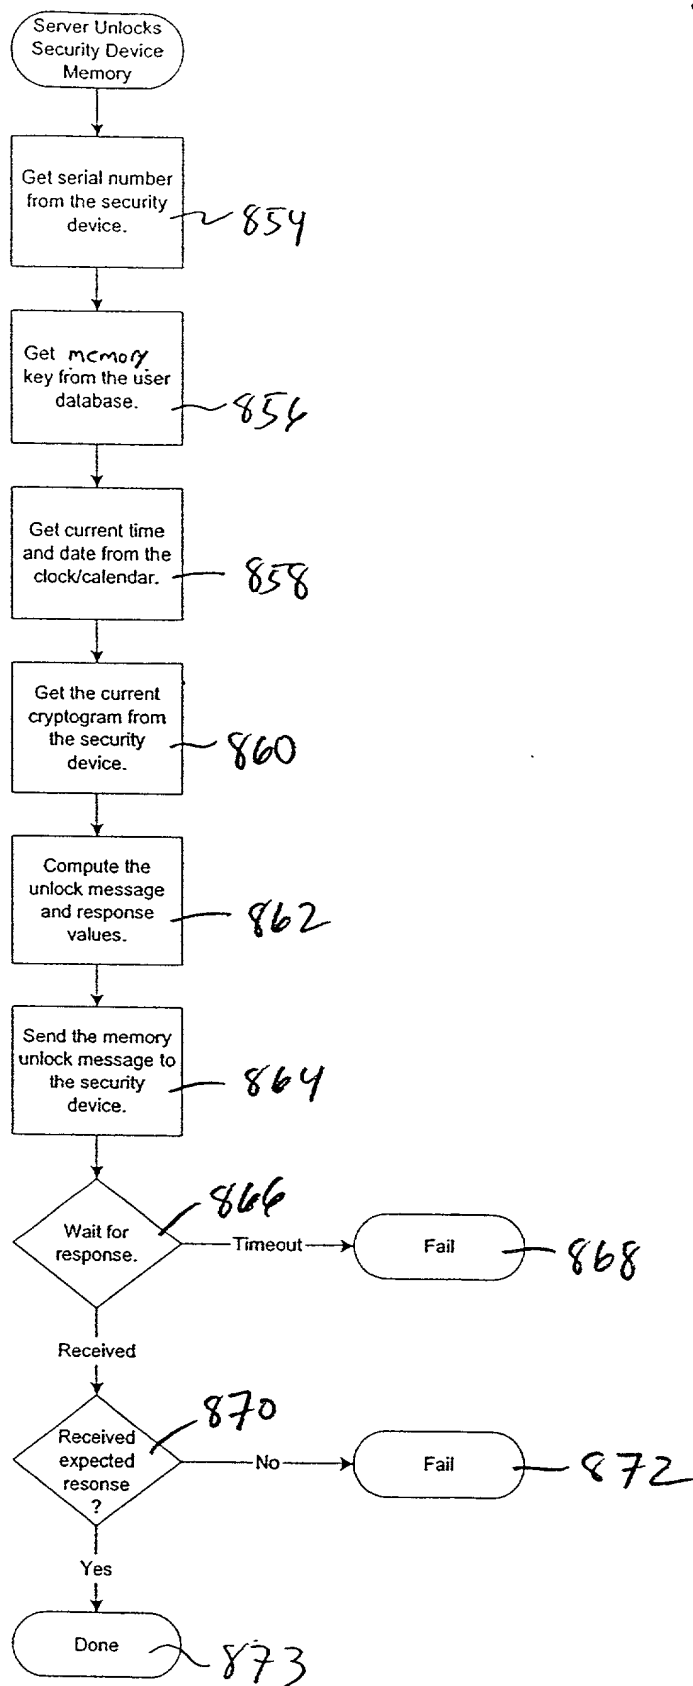 Server Unlocks
Security Device
Memory
Get serial number
from the security
device.
854
Get memory
key from the user
database.
856
Get current time
and date from the
clock/calendar.
858
Get the current
cryptogram from
the security
device.
860
Compute the
unlock message
and response
values.
862
Send the memory
unlock message to
the security
device.
864
866
Wait for
response.
Timeout
Fail
868
Received
870
Received
expected
resonse
?
No
Fail
872
Yes
Done
873